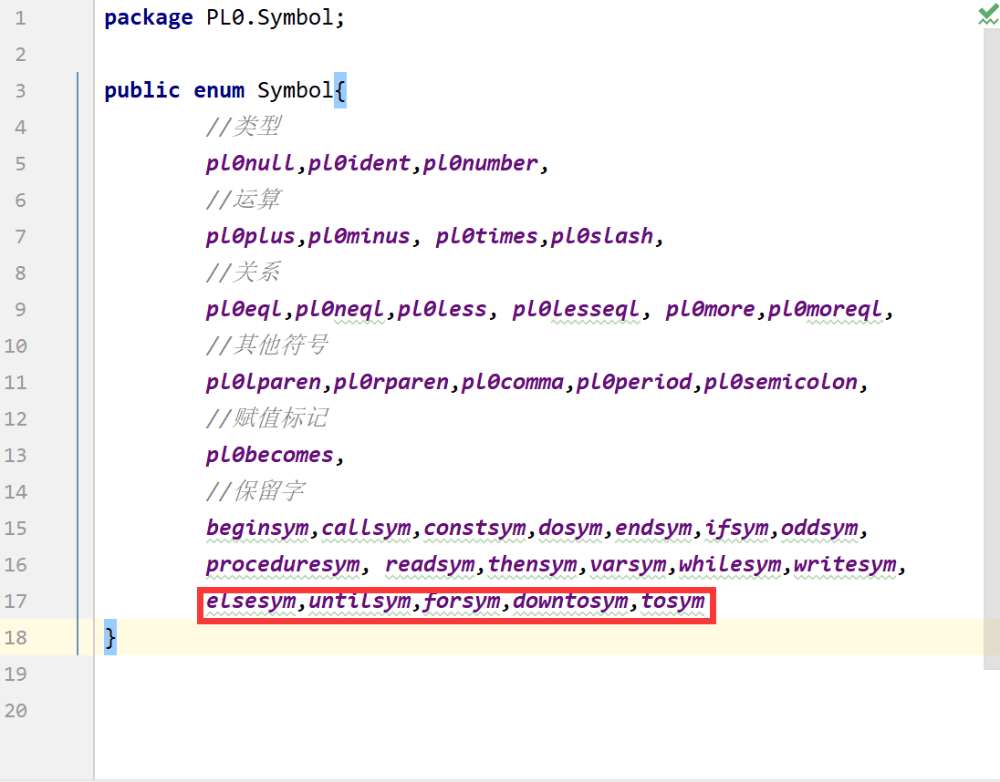 1 package PL0.Symbol;
2
3 public enum Symbol{
4 //类型
5 pl0null,pl0ident,pl0number,
6 //运算
7 pl0plus,pl0minus, pl0times,pl0slash,
8 //关系
9 pl0eql,pl0neql,pl0less, pl0lesseql, pl0more,pl0moreql,
10 //其他符号
11 pl0lparen,pl0rparen,pl0comma,pl0period,pl0semicolon,
12 //赋值标记
13 pl0becomes,
14 //保留字
15 beginsym,callsym,constsym,dosym,endsym,ifsym,oddsym,
16 proceduresym, readsym,thensym,varsym,whilesym,writesym,
17 elsesym,untilsym,forsym,downtosym,tosym
18 }
19
20